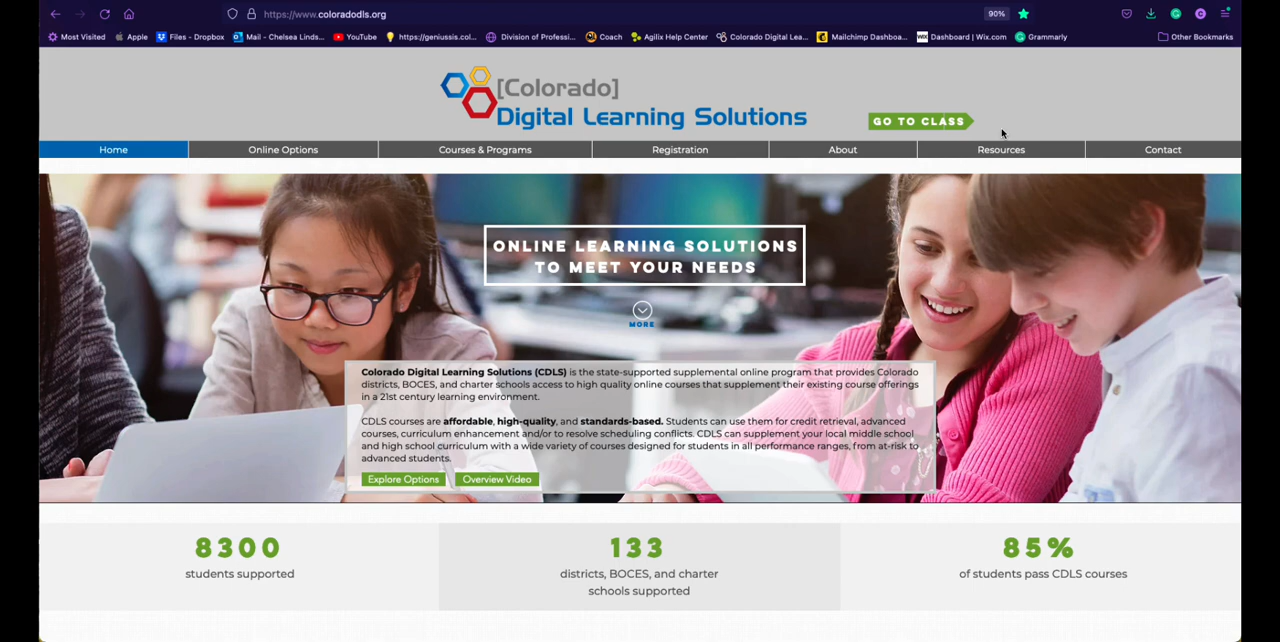 https://www.coloradodls.org
90%
Most Visited
Apple
Files - Dropbox
Mail - Chelsea Linds...
YouTube
https://geniussis.col...
Division of Professi...
Coach
Agilix Help Center
Colorado Digital Lea...
Mailchimp Dashboa...
Dashboard | Wix.com
Grammarly
Other Bookmarks
[Colorado]
Digital Learning Solutions
GO TO CLASS
Home
Online Options
Courses & Programs
Registration
About
Resources
Contact
ONLINE LEARNING SOLUTIONS
TO MEET YOUR NEEDS
MORE
Colorado Digital Learning Solutions (CDLS) is the state-supported supplemental online program that provides Colorado
districts, BOCES, and charter schools access to high quality online courses that supplement their existing course offerings
in a 21st century learning environment.
CDLS courses are affordable, high-quality, and standards-based. Students can use them for credit retrieval, advanced
courses, curriculum enhancement and/or to resolve scheduling conflicts. CDLS can supplement your local middle school
and high school curriculum with a wide variety of courses designed for students in all performance ranges, from at-risk to
advanced students.
Explore Options
Overview Video
8300
students supported
133
districts, BOCES, and charter
schools supported
85%
of students pass CDLS courses